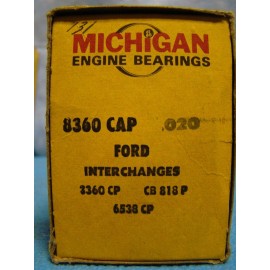 MICHIGAN
ENGINE BEARINGS
8360 CAP .020
FORD
INTERCHANGES
3360 CP CB 818 P
6538 CP